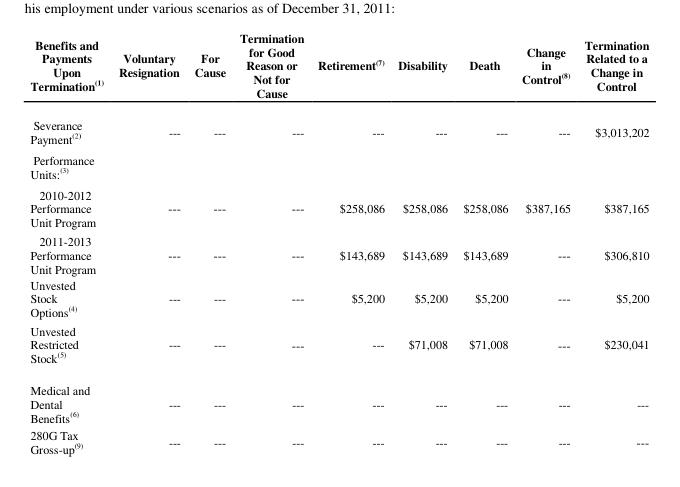 his employment under various scenarios as of December 31, 2011:
Benefits and Payments Upon Termination(1) Voluntary Resignation For Cause Termination for Good Reason or Not for Cause Retirement(7) Disability Death Change in Control(8) Termination Related to a Change in Control
Severance Payment(2) --- --- --- --- --- --- --- $3,013,202
Performance Units:(3)
2010-2012 Performance Unit Program --- --- --- $258,086 $258,086 $258,086 $387,165 $387,165
2011-2013 Performance Unit Program --- --- --- $143,689 $143,689 $143,689 --- $306,810
Unvested Stock Options(4) --- --- --- $5,200 $5,200 $5,200 --- $5,200
Unvested Restricted Stock(5) --- --- --- --- $71,008 $71,008 --- $230,041
Medical and Dental Benefits(6) --- --- --- --- --- --- --- ---
280G Tax Gross-up(9) --- --- --- --- --- --- --- ---